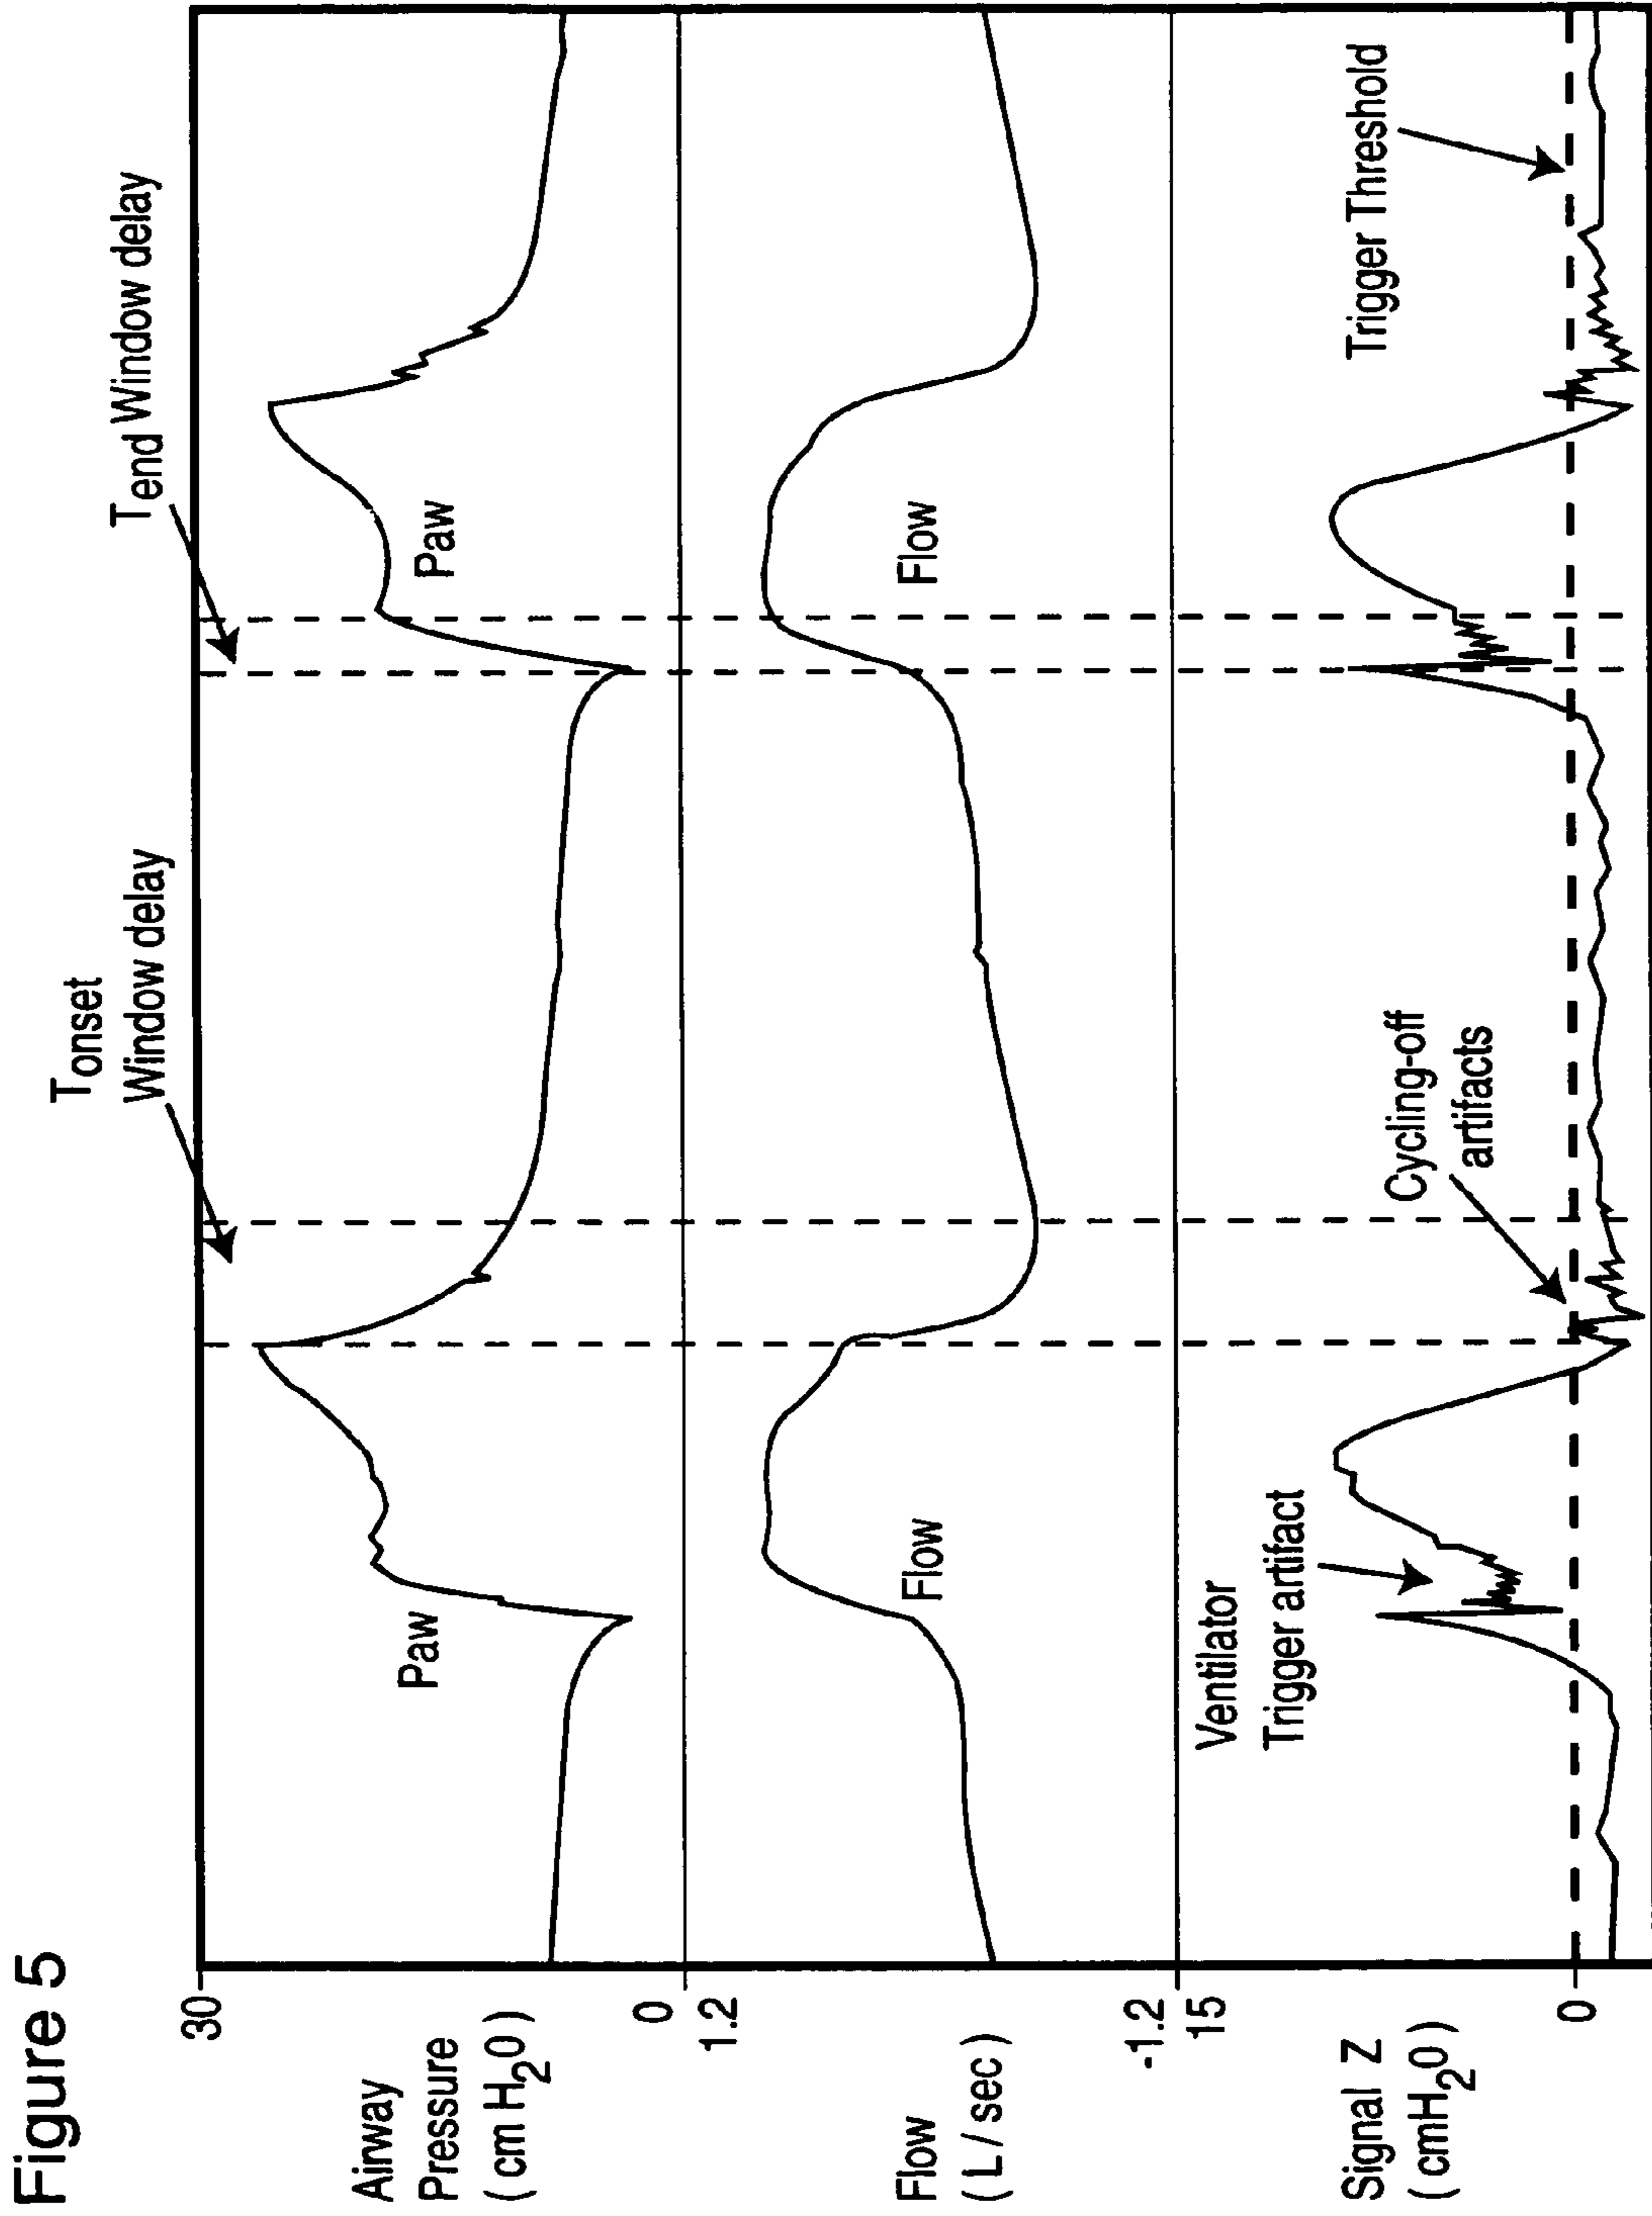 Figure 5
Tonset
Window delay
Tend Window delay
30
Airway
Pressure
( cm H2O )
0
Paw
Paw
1.2
Flow
( L / sec )
-1.2
Flow
Flow
15
Signal Z
( cmH2O )
0
Ventilator
Trigger artifact
Cycling-off
artifacts
Trigger Threshold